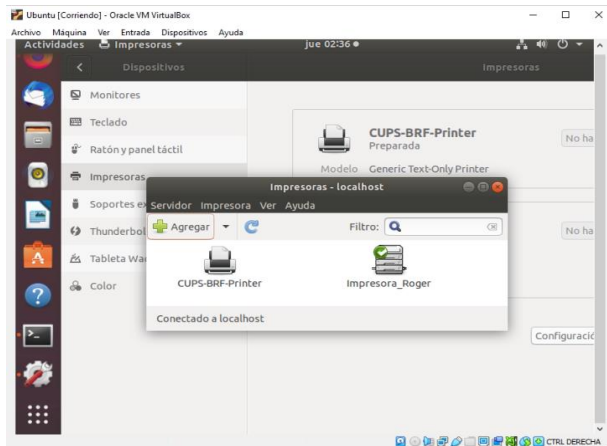 Ubuntu [Corriendo] - Oracle VM VirtualBox
Archivo Máquina Ver Entrada Dispositivos Ayuda
Actividades Impresoras jue 02:36
Dispositivos Impresoras
Monitores
Teclado
Ratón y panel táctil
Impresoras
Soportes ex
Thunderbol
Tableta Wac
Color
CUPS-BRF-Printer
Preparada
No ha
Modelo Generic Text-Only Printer
No ha
Configuració
Impresoras - localhost
Servidor Impresora Ver Ayuda
Agregar Filtro:
CUPS-BRF-Printer Impresora_Roger
Conectado a localhost
CTRL DERECHA